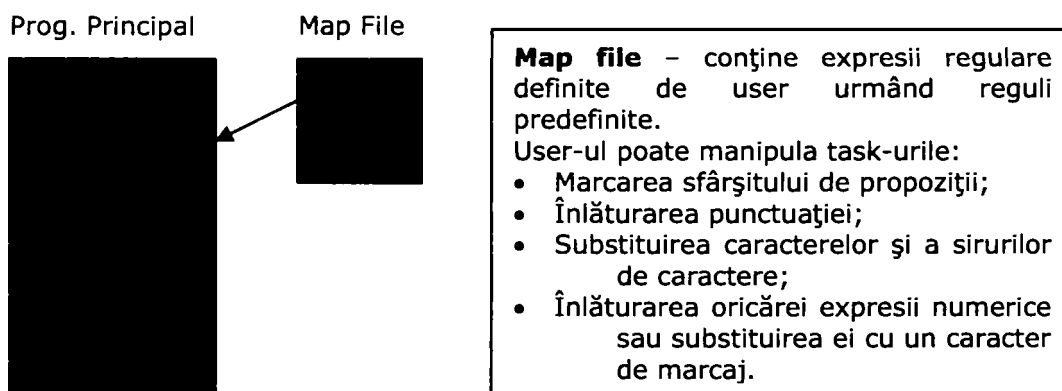 Prog. Principal
Map File
Map file – conţine expresii regulare
definite de user urmând reguli
predefinite.
User-ul poate manipula task-urile:
• Marcarea sfârşitului de propoziţii;
• Înlăturarea punctuaţiei;
• Substituirea caracterelor şi a sirurilor
de caractere;
• Înlăturarea oricărei expresii numerice
sau substituirea ei cu un caracter
de marcaj.